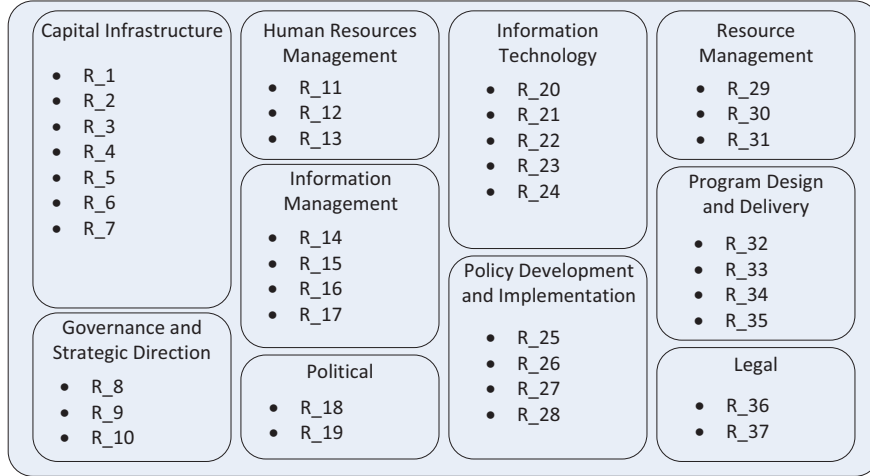 Capital Infrastructure
• R_1
• R_2
• R_3
• R_4
• R_5
• R_6
• R_7
Governance and
Strategic Direction
• R_8
• R_9
• R_10
Human Resources
Management
• R_11
• R_12
• R_13
Information
Management
• R_14
• R_15
• R_16
• R_17
Political
• R_18
• R_19
Information
Technology
• R_20
• R_21
• R_22
• R_23
• R_24
Policy Development
and Implementation
• R_25
• R_26
• R_27
• R_28
Resource
Management
• R_29
• R_30
• R_31
Program Design
and Delivery
• R_32
• R_33
• R_34
• R_35
Legal
• R_36
• R_37